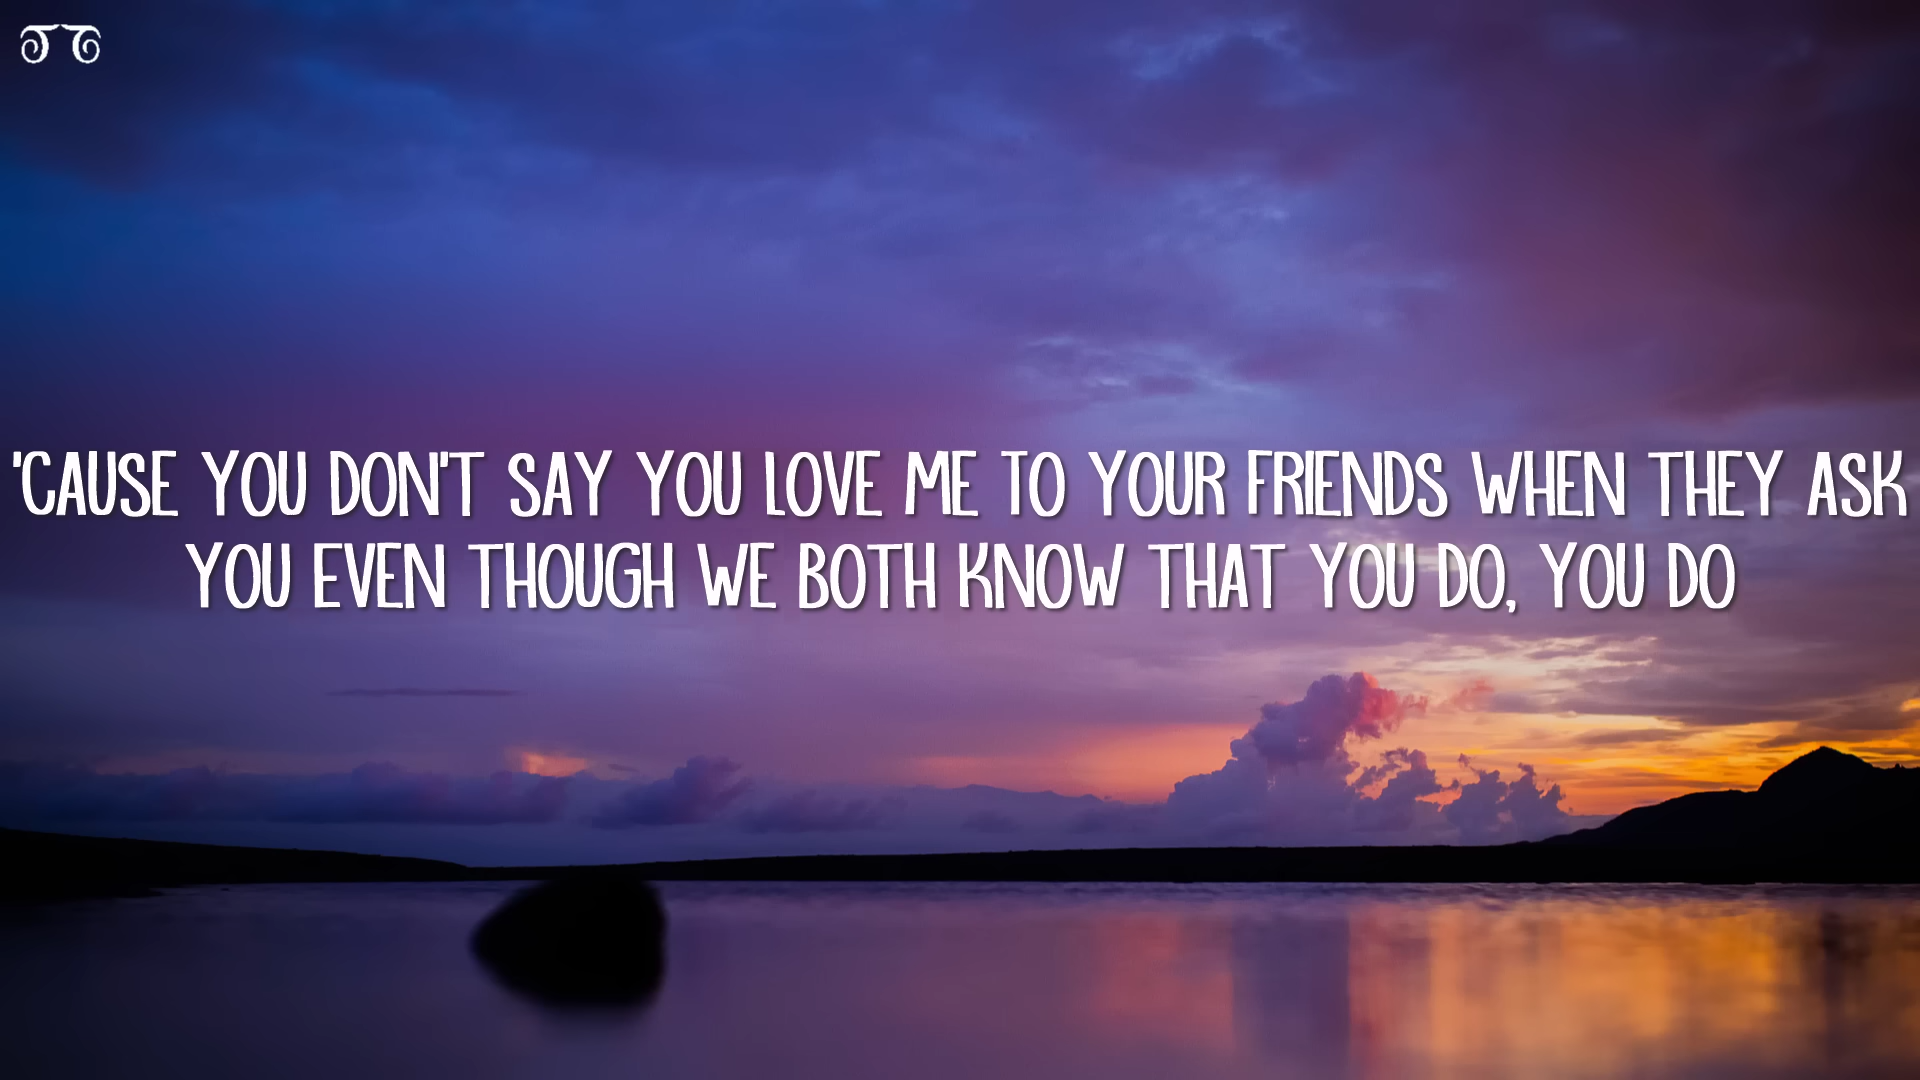 'CAUSE YOU DON'T SAY YOU LOVE ME TO YOUR FRIENDS WHEN THEY ASK
YOU EVEN THOUGH WE BOTH KNOW THAT YOU DO, YOU DO